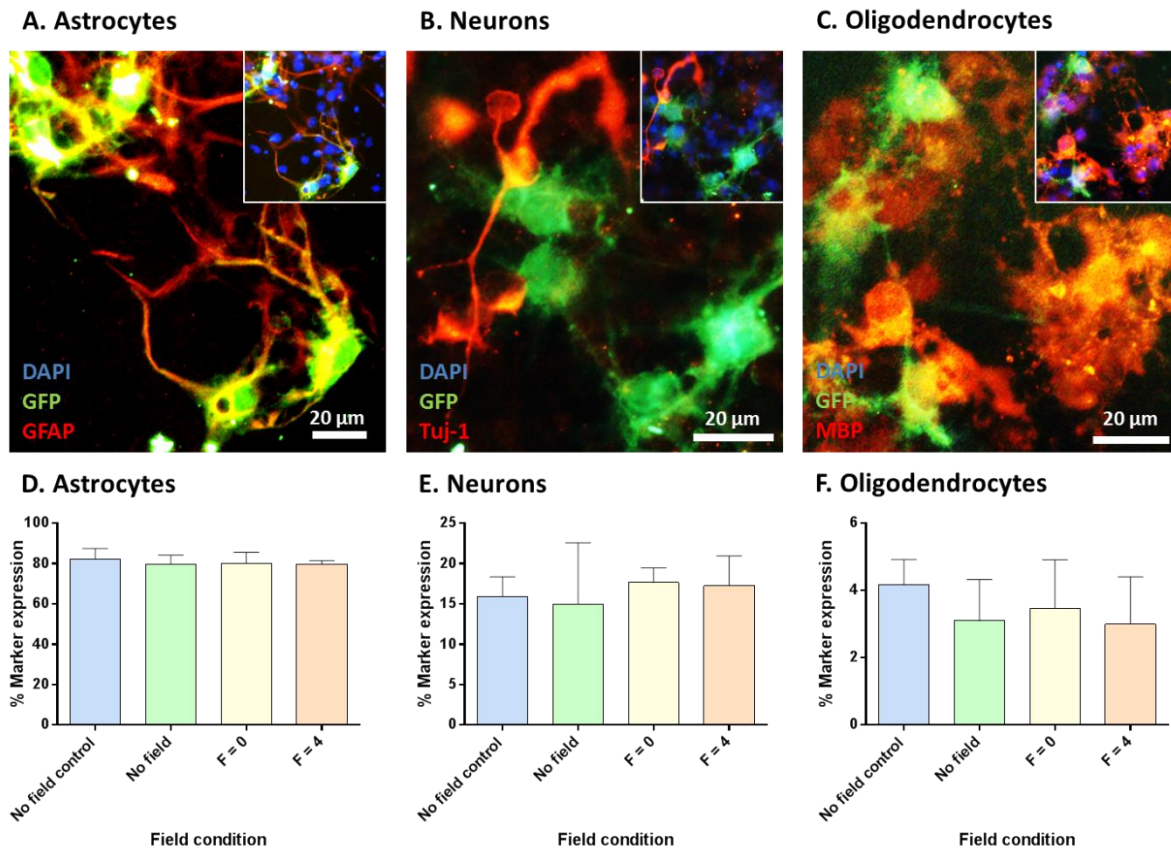 A. Astrocytes
B. Neurons
C. Oligodendrocytes
DAPI
GFP
GFAP
20 µm
DAPI
GFP
Tuj-1
20 µm
DAPI
GFP
MBP
20 µm
D. Astrocytes
E. Neurons
F. Oligodendrocytes
% Marker expression
100
80
60
40
20
0
No field control
No field
F = 0
F = 4
Field condition
% Marker expression
25
20
15
10
5
0
No field control
No field
F = 0
F = 4
Field condition
% Marker expression
6
4
2
0
No field control
No field
F = 0
F = 4
Field condition